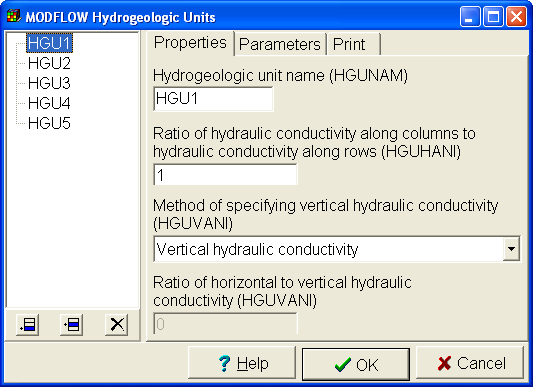 MODFLOW Hydrogeologic Units
HGU1
HGU2
HGU3
HGU4
HGU5
Properties Parameters Print
Hydrogeologic unit name (HGUNAM)
HGU1
Ratio of hydraulic conductivity along columns to
hydraulic conductivity along rows (HGUHANI)
1
Method of specifying vertical hydraulic conductivity
(HGUVANI)
Vertical hydraulic conductivity
Ratio of horizontal to vertical hydraulic
conductivity (HGUVANI)
0
? Help OK Cancel